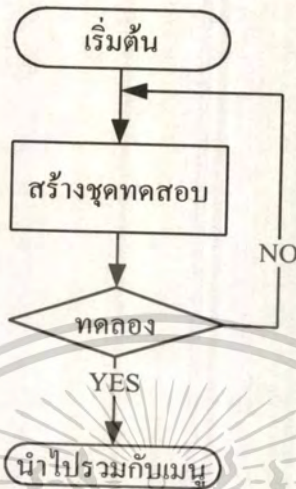 เริ่มต้น
สร้างชุดทดสอบ
NO
ทดลอง
YES
นำไปรวมกับเมนู